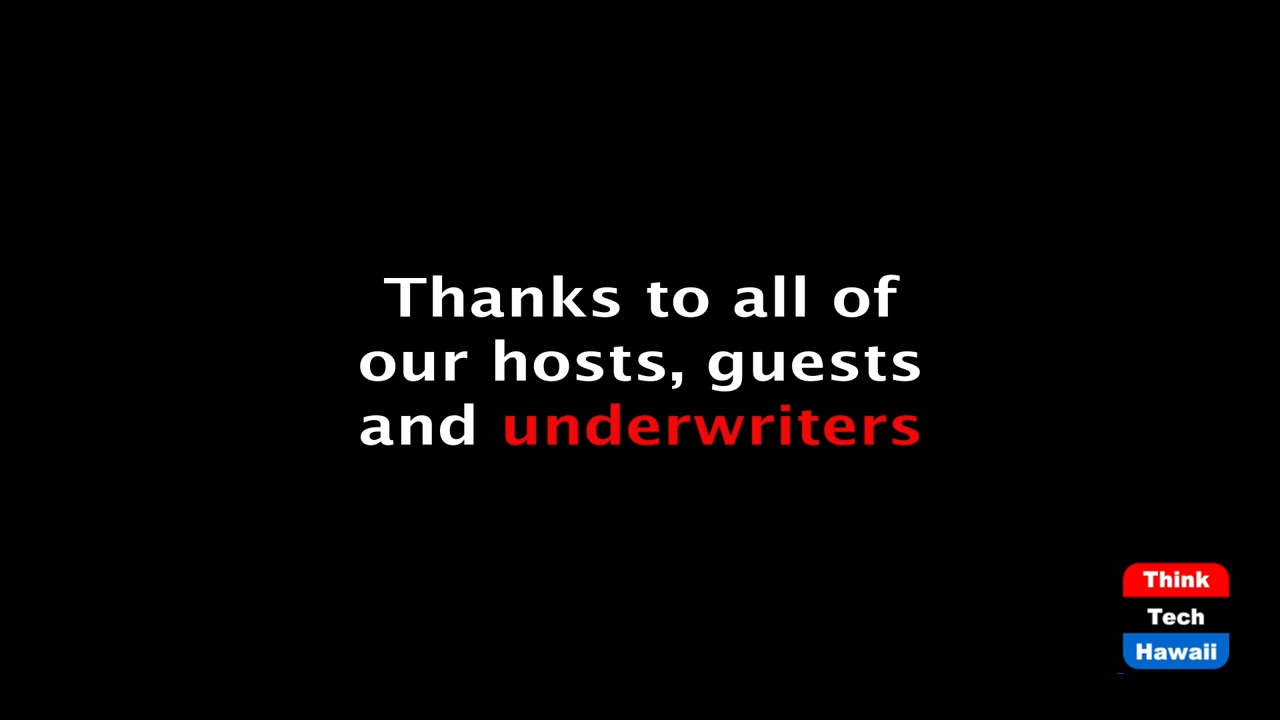 Thanks to all of
our hosts, guests
and underwriters
Think
Tech
Hawaii